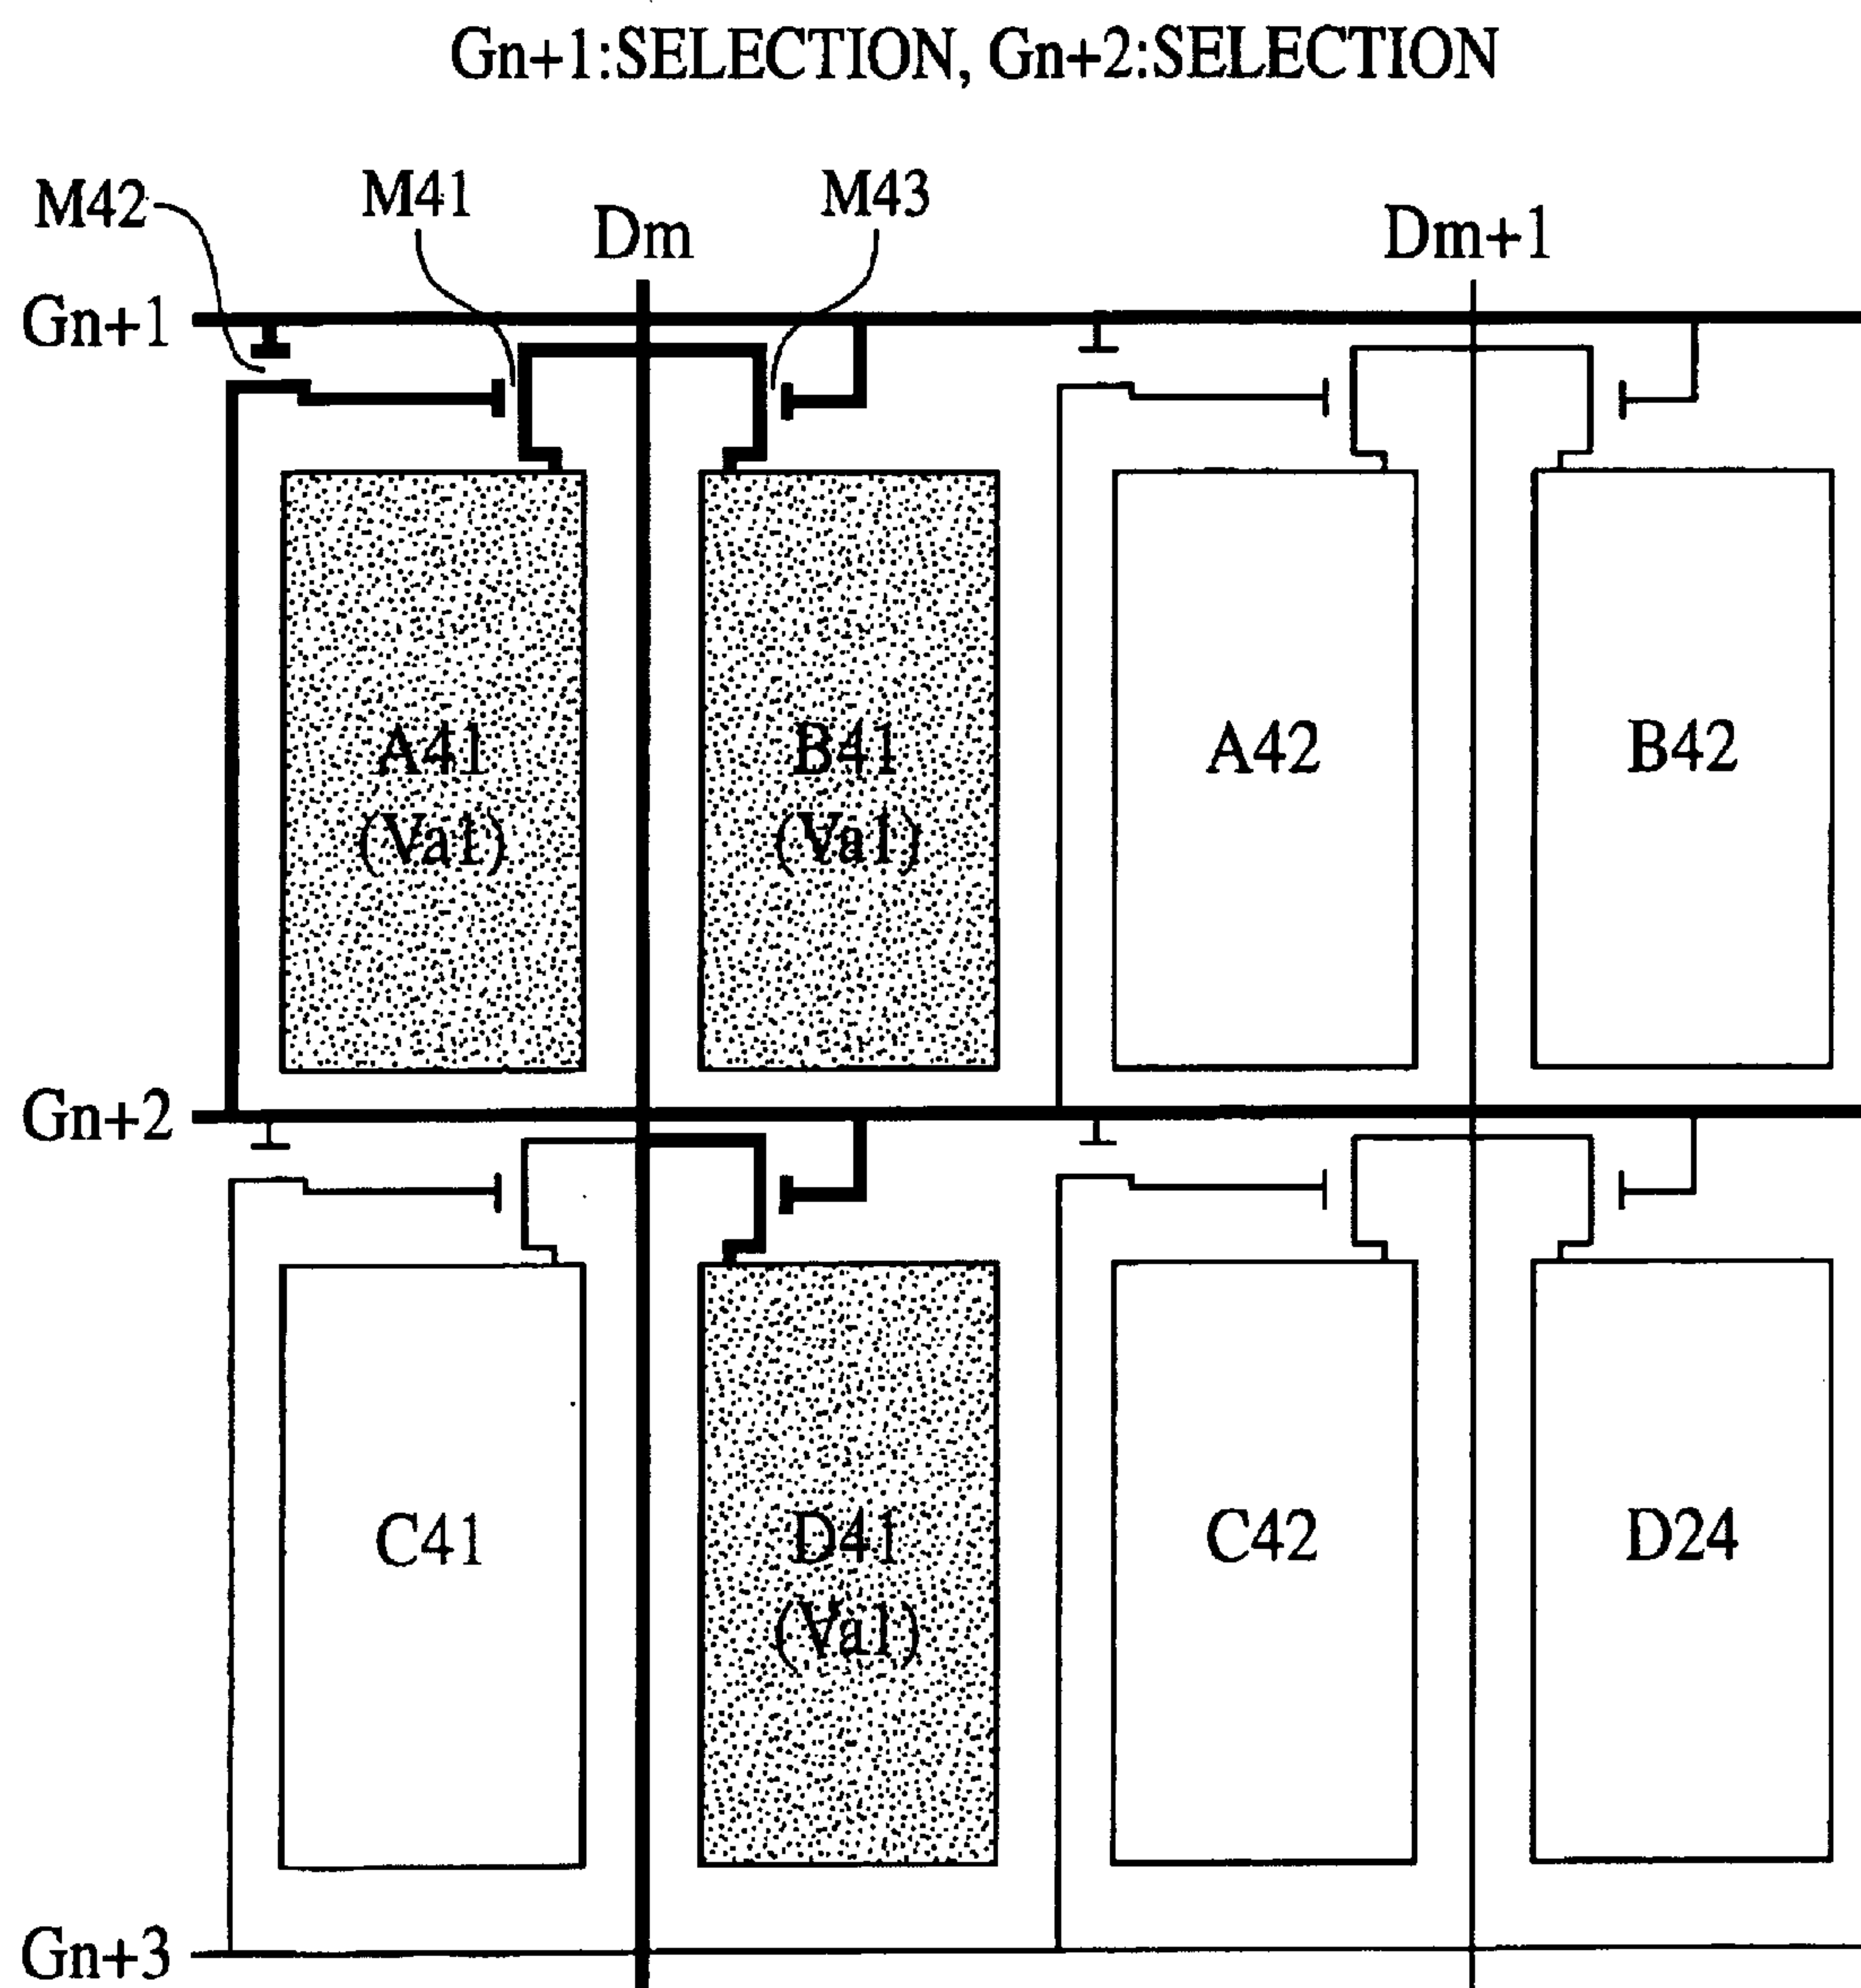 Gn+1:SELECTION, Gn+2:SELECTION
M42 M41 Dm M43 Dm+1
Gn+1
A41 B41 A42 B42
(Va1) (Va1)
Gn+2
C41 D41 C42 D24
(Va1)
Gn+3